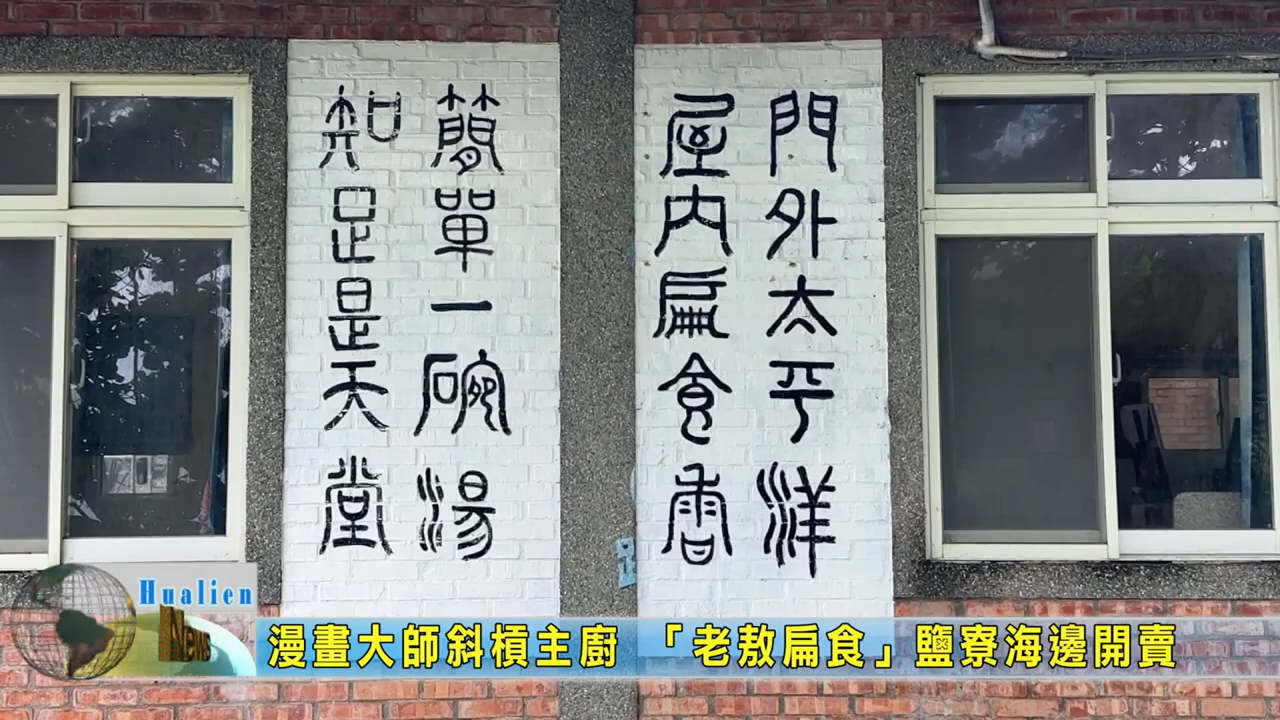 門外太平洋
屋內扁食香
簡單一碗湯
知足是天堂
Hualien
News
漫畫大師斜槓主廚 「老敖扁食」鹽寮海邊開賣